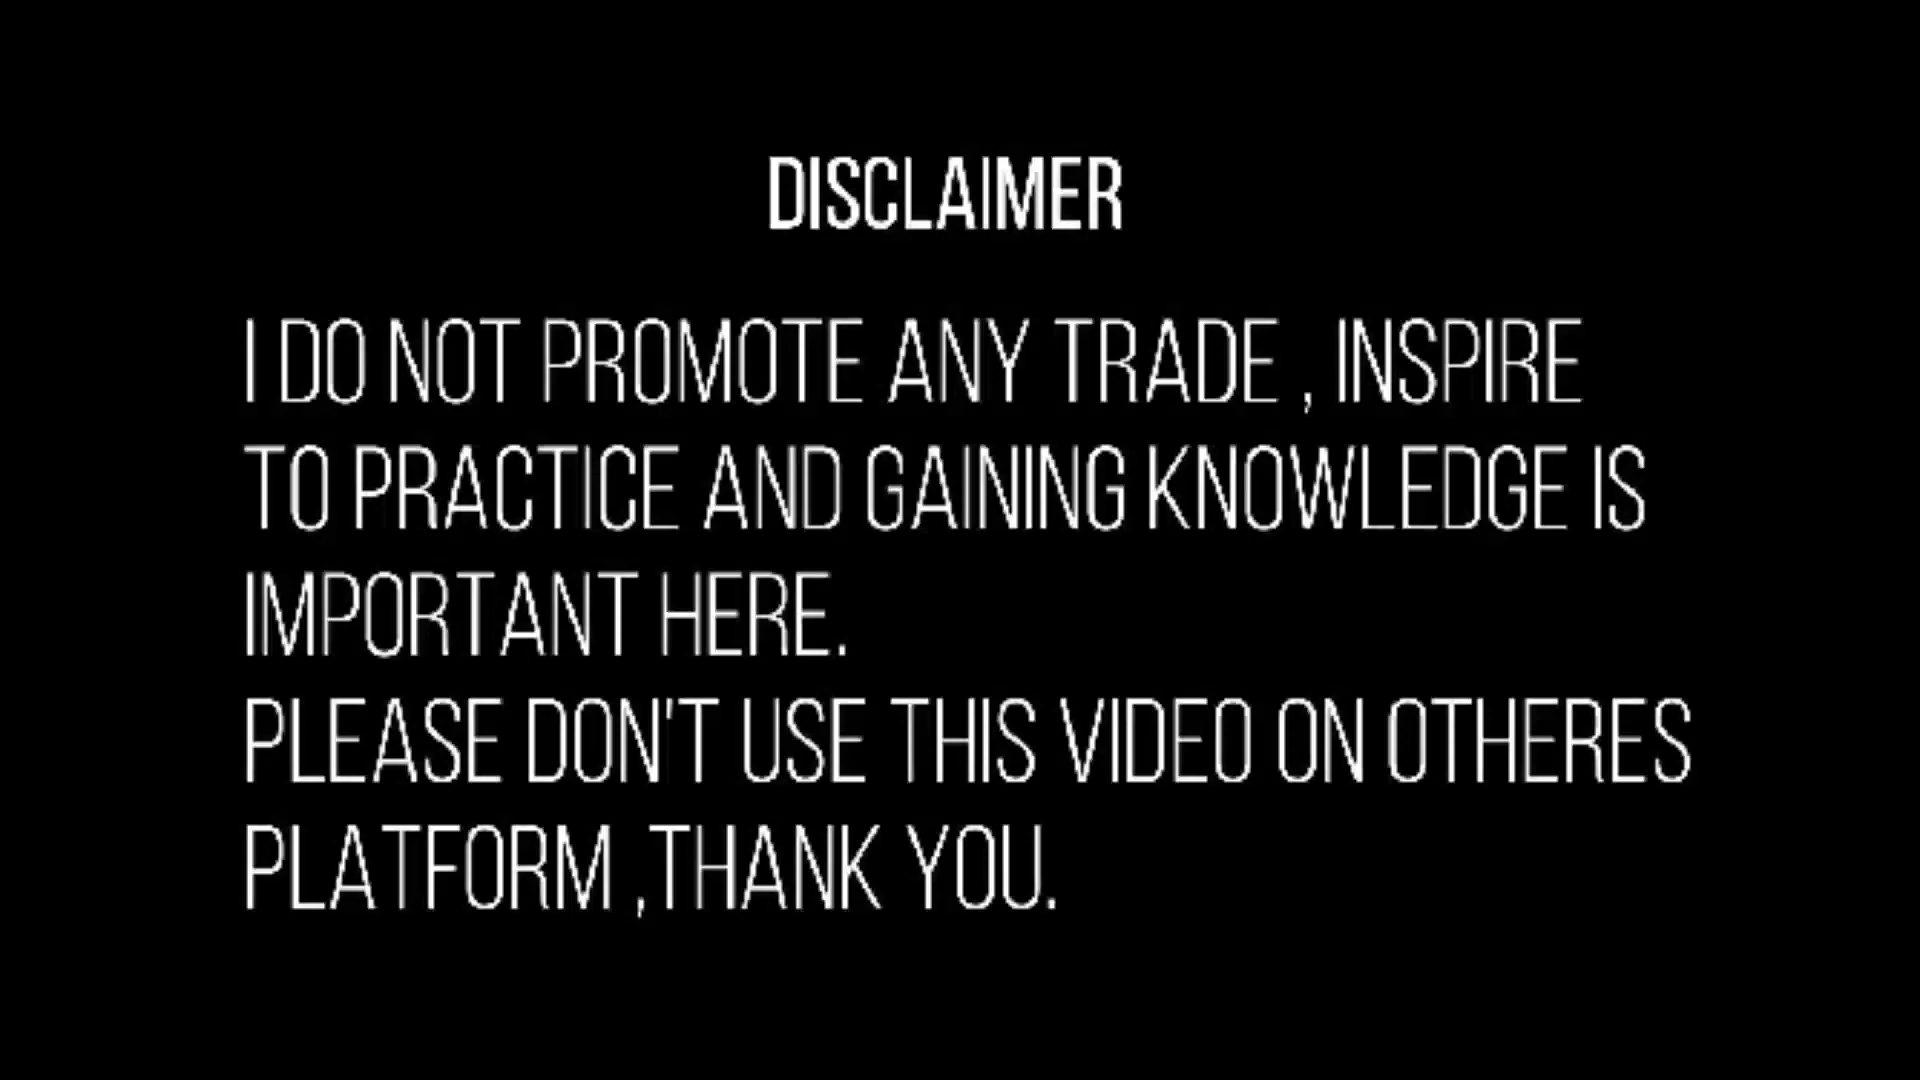 DISCLAIMER
I DO NOT PROMOTE ANY TRADE , INSPIRE
TO PRACTICE AND GAINING KNOWLEDGE IS
IMPORTANT HERE.
PLEASE DON'T USE THIS VIDEO ON OTHERES
PLATFORM ,THANK YOU.